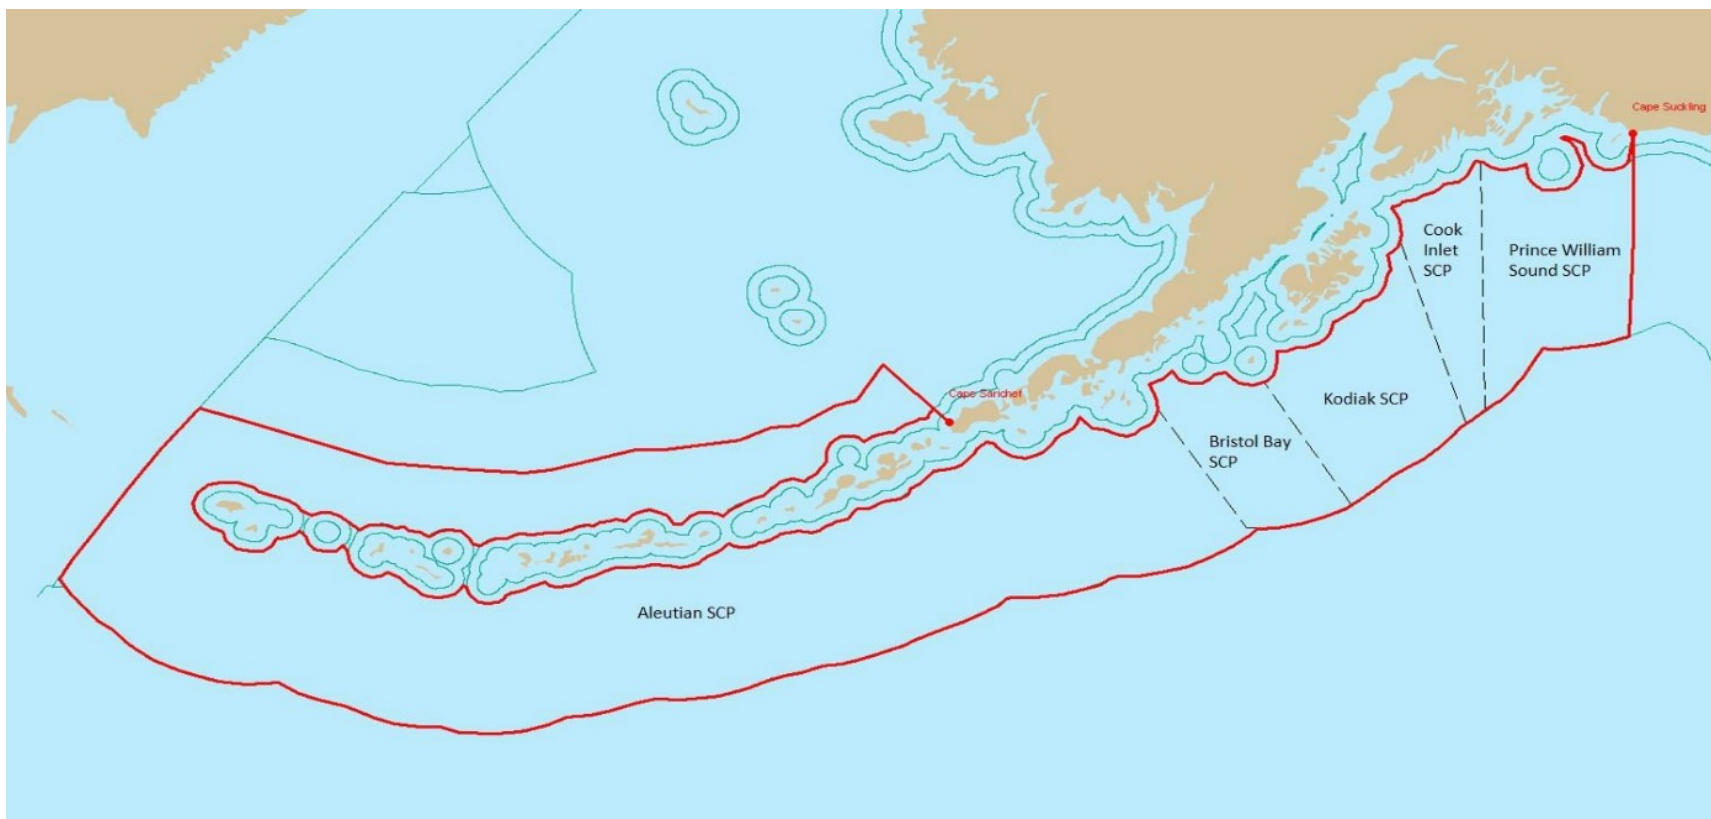 Cape Suckling
Cook
Inlet
SCP
Prince William
Sound SCP
Cape Sarichef
Kodiak SCP
Bristol Bay
SCP
Aleutian SCP